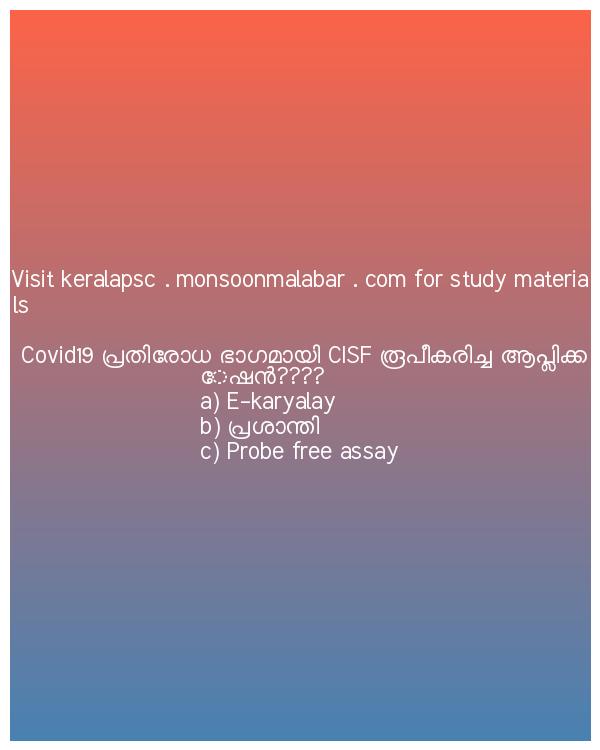 Visit keralapsc . monsoonmalabar . com for study materia
ls
Covid19 പ്രതിരോധ ഭാഗമായി CISF രൂപീകരിച്ച ആപ്ലിക്ക
േഷൻ????
a) E-karyalay
b) പ്രശാന്തി
c) Probe free assay